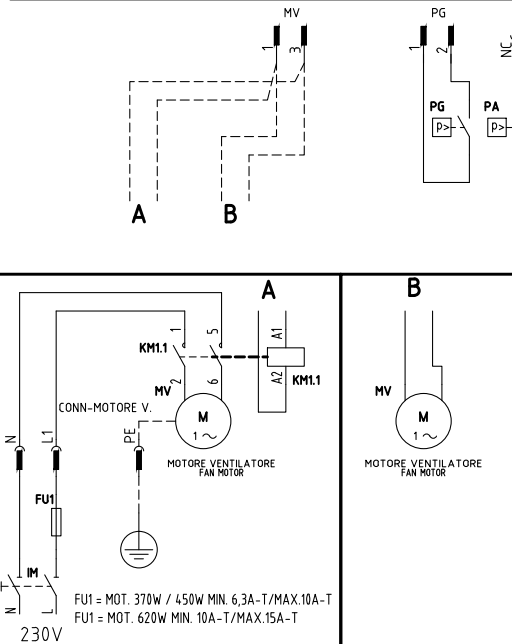 MV
PG
NC
1
3
1
2
PG
PA
P>
P>
A
B
A
B
1
5
A1
KM1.1
A2
KM1.1
2
6
MV
MV
CONN-MOTORE V.
M
1~
M
1~
N
L1
PE
MOTORE VENTILATORE
FAN MOTOR
MOTORE VENTILATORE
FAN MOTOR
FU1
IM
N
L
FU1 = MOT. 370W / 450W MIN. 6,3A-T/MAX.10A-T
FU1 = MOT. 620W MIN. 10A-T/MAX.15A-T
230V